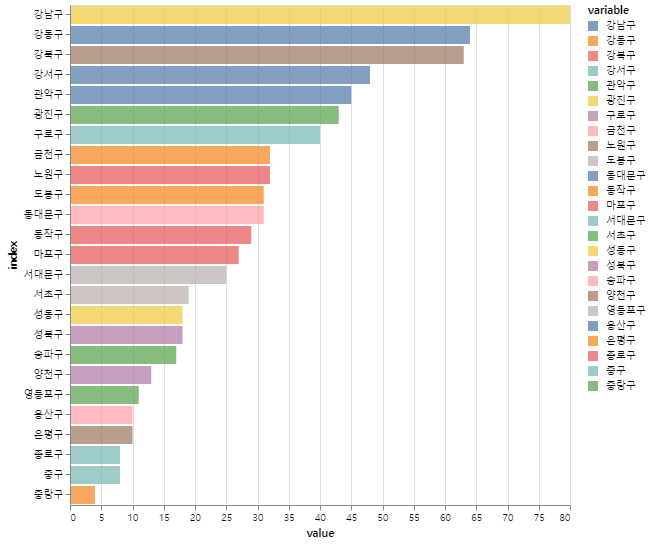 강남구
강동구
강북구
강서구
관악구
광진구
구로구
금천구
노원구
도봉구
동대문구
동작구
마포구
서대문구
서초구
성동구
성북구
송파구
양천구
영등포구
용산구
은평구
종로구
중구
중랑구
index
0 5 10 15 20 25 30 35 40 45 50 55 60 65 70 75 80
value
variable
강남구
강동구
강북구
강서구
관악구
광진구
구로구
금천구
노원구
도봉구
동대문구
동작구
마포구
서대문구
서초구
성동구
성북구
송파구
양천구
영등포구
용산구
은평구
종로구
중구
중랑구